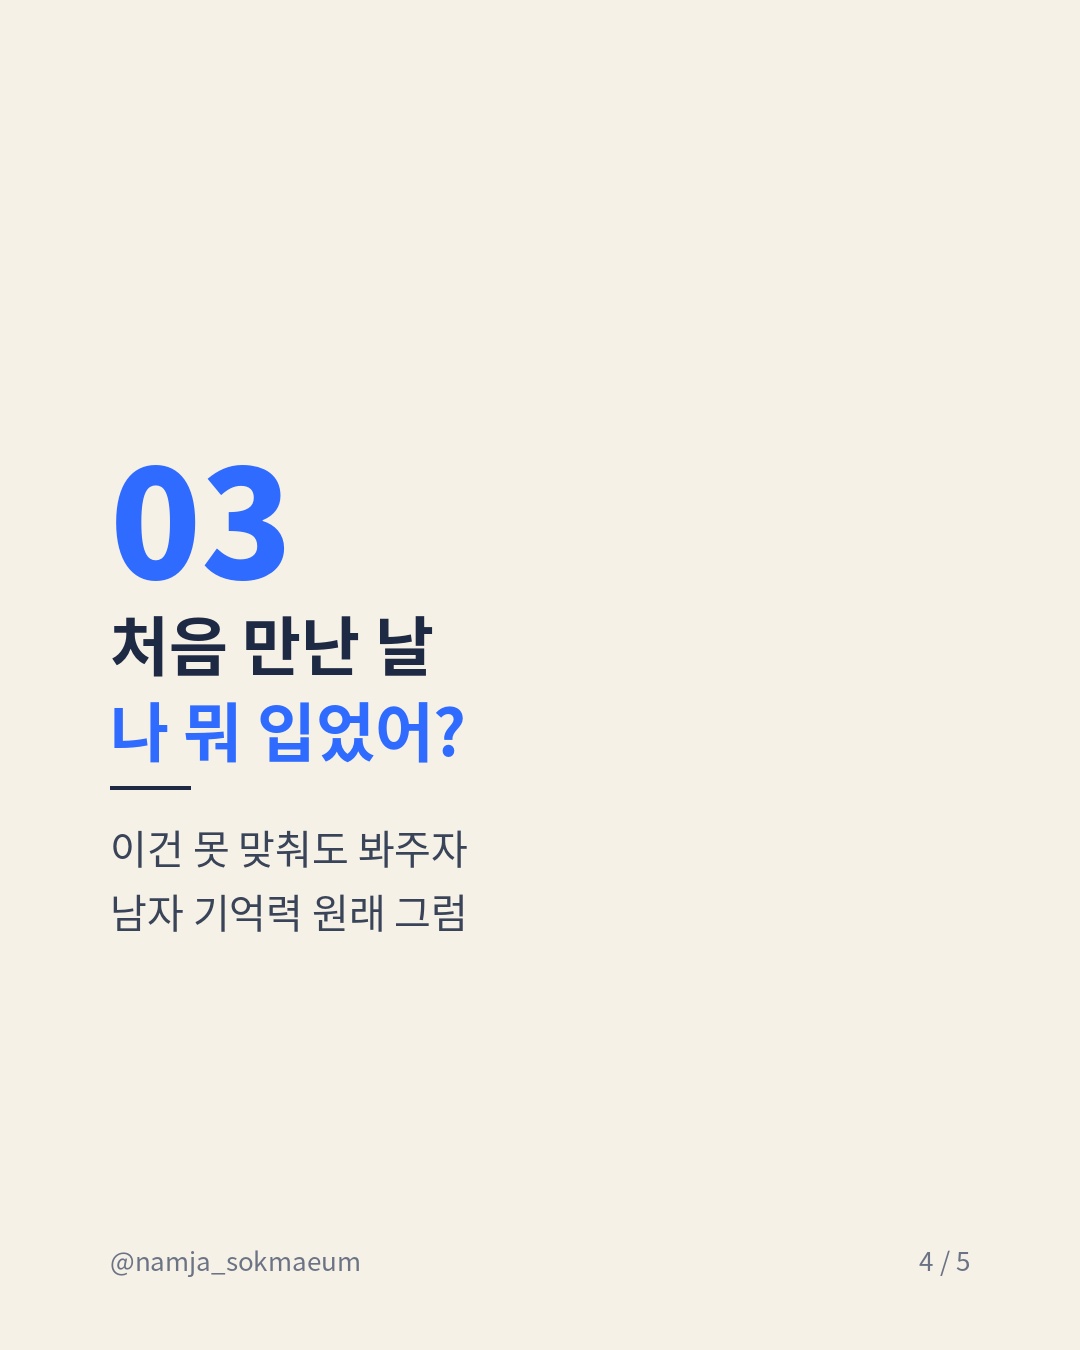 03
처음 만난 날
나 뭐 입었어?
이건 못 맞춰도 봐주자
남자 기억력 원래 그럼
@namja_sokmaeum
4 / 5